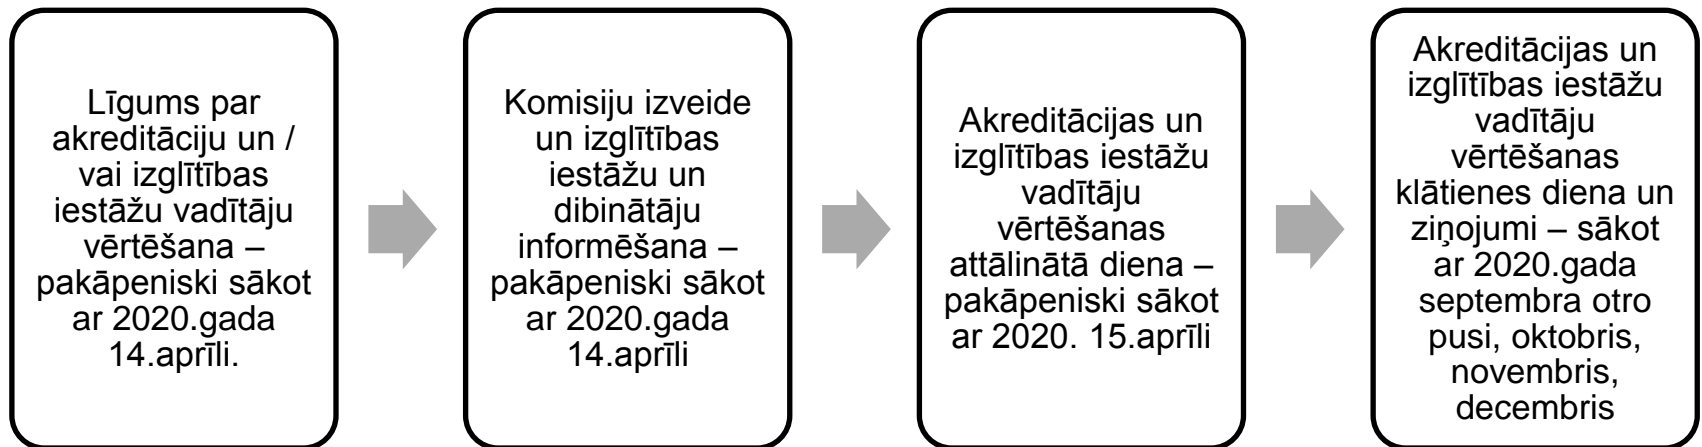 Līgums par
akreditāciju un /
vai izglītības
iestāžu vadītāju
vērtēšana –
pakāpeniski sākot
ar 2020.gada
14.aprīli.
Komisiju izveide
un izglītības
iestāžu un
dibinātāju
informēšana –
pakāpeniski sākot
ar 2020.gada
14.aprīli
Akreditācijas un
izglītības iestāžu
vadītāju
vērtēšanas
attālinātā diena –
pakāpeniski sākot
ar 2020. 15.aprīli
Akreditācijas un
izglītības iestāžu
vadītāju
vērtēšanas
klātienes diena un
ziņojumi – sākot
ar 2020.gada
septembra otro
pusi, oktobris,
novembris,
decembris